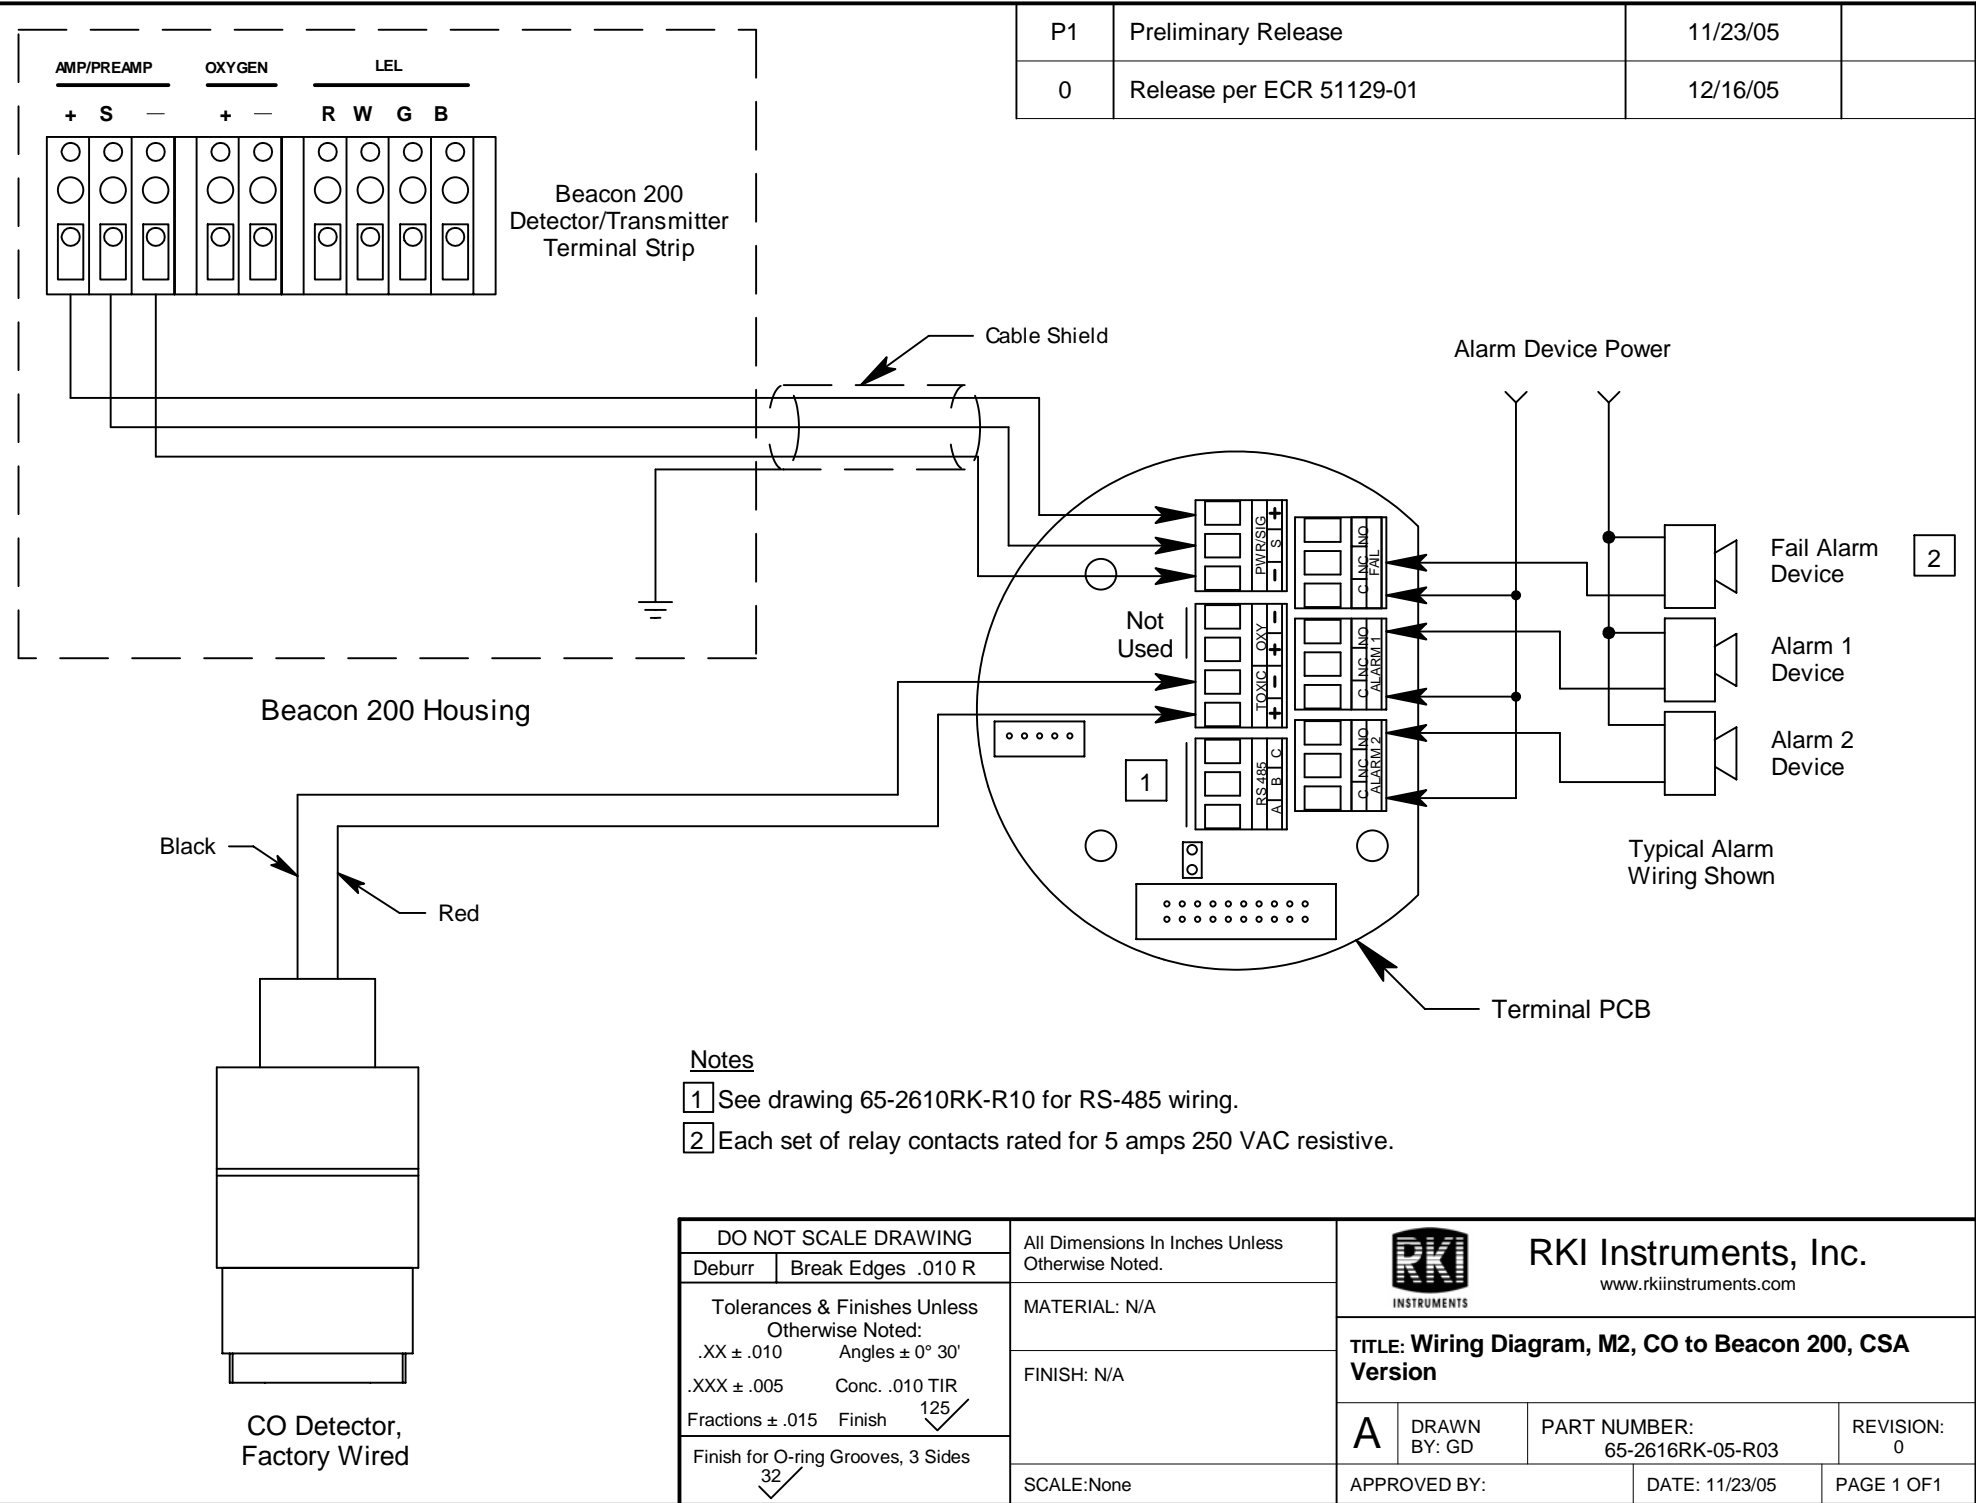 P1 Preliminary Release 11/23/05
0 Release per ECR 51129-01 12/16/05
AMP/PREAMP OXYGEN LEL
+ S — + — R W G B
Beacon 200
Detector/Transmitter
Terminal Strip
Cable Shield
Alarm Device Power
PWR/SIG
+ S -
OXY
- +
TOXIC
- +
RS 485
A B C
C NC NO
FAIL
C NC NO
ALARM 1
C NC NO
ALARM 2
Not
Used
1
Fail Alarm
Device
2
Alarm 1
Device
Alarm 2
Device
Typical Alarm
Wiring Shown
Beacon 200 Housing
Black
Red
Terminal PCB
CO Detector,
Factory Wired
Notes
1 See drawing 65-2610RK-R10 for RS-485 wiring.
2 Each set of relay contacts rated for 5 amps 250 VAC resistive.
DO NOT SCALE DRAWING
Deburr Break Edges .010 R
Tolerances & Finishes Unless
Otherwise Noted:
.XX ± .010 Angles ± 0° 30'
.XXX ± .005 Conc. .010 TIR
Fractions ± .015 Finish 125
Finish for O-ring Grooves, 3 Sides
32
All Dimensions In Inches Unless
Otherwise Noted.
MATERIAL: N/A
FINISH: N/A
SCALE:None
RKI
INSTRUMENTS
RKI Instruments, Inc.
www.rkiinstruments.com
TITLE: Wiring Diagram, M2, CO to Beacon 200, CSA
Version
A
DRAWN
BY: GD
PART NUMBER:
65-2616RK-05-R03
REVISION:
0
APPROVED BY:
DATE: 11/23/05
PAGE 1 OF1